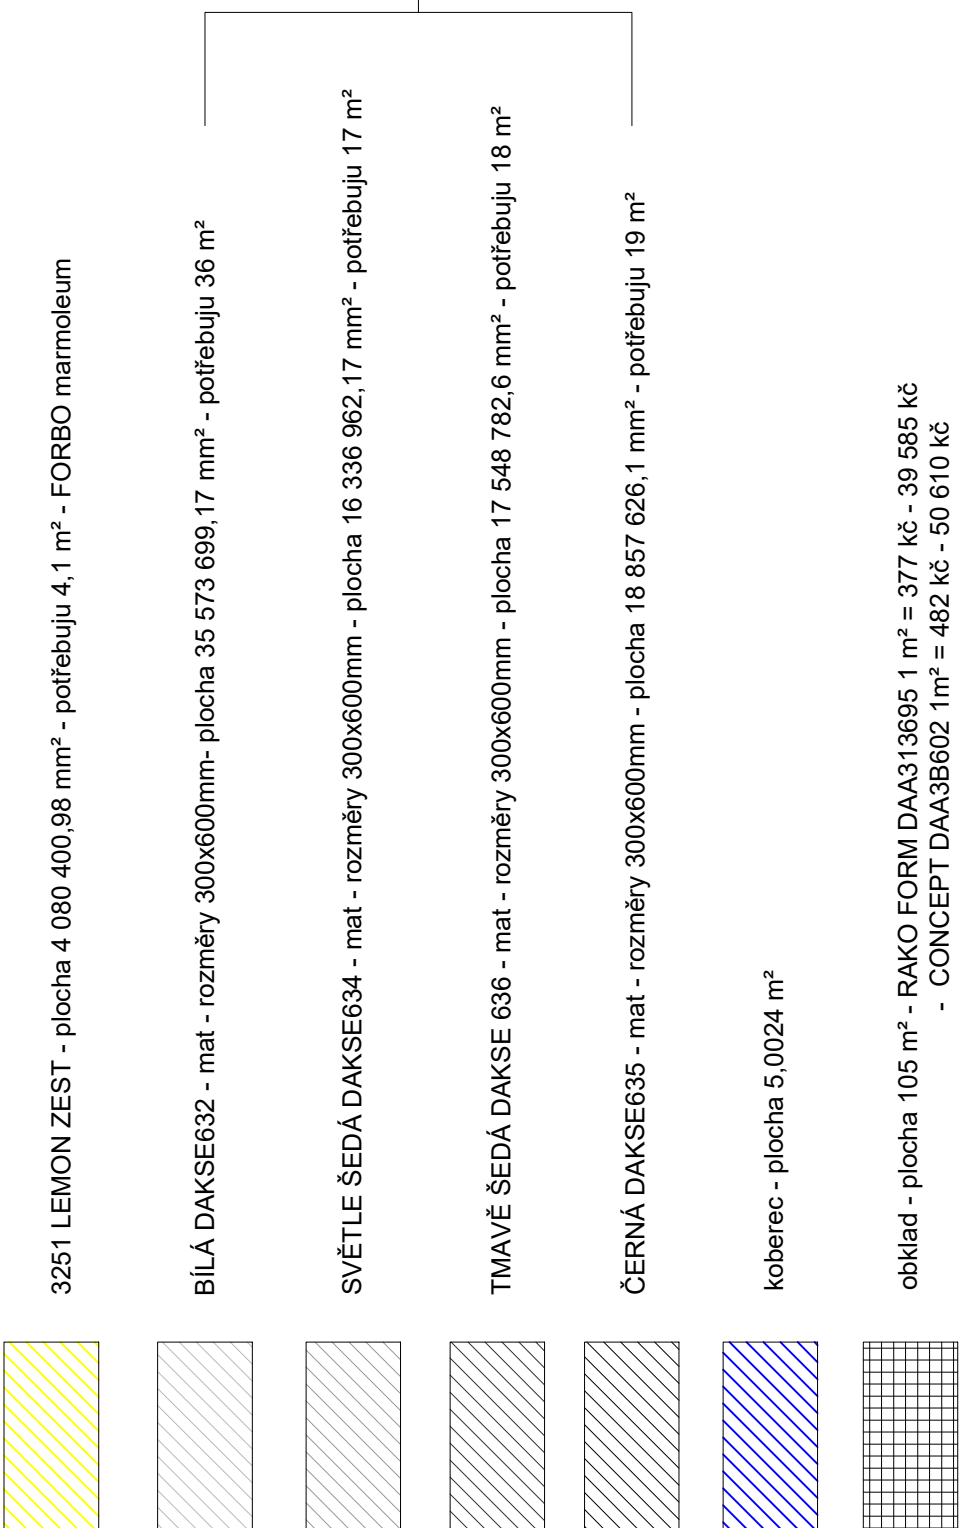 3251 LEMON ZEST - plocha 4 080 400,98 mm² - potřebuju 4,1 m² - FORBO marmoleum
BÍLÁ DAKSE632 - mat - rozměry 300x600mm- plocha 35 573 699,17 mm² - potřebuju 36 m²
SVĚTLE ŠEDÁ DAKSE634 - mat - rozměry 300x600mm - plocha 16 336 962,17 mm² - potřebuju 17 m²
TMAVĚ ŠEDÁ DAKSE 636 - mat - rozměry 300x600mm - plocha 17 548 782,6 mm² - potřebuju 18 m²
ČERNÁ DAKSE635 - mat - rozměry 300x600mm - plocha 18 857 626,1 mm² - potřebuju 19 m²
koberec - plocha 5,0024 m²
obklad - plocha 105 m² - RAKO FORM DAA313695 1 m² = 377 kč - 39 585 kč
- CONCEPT DAA3B602 1m² = 482 kč - 50 610 kč